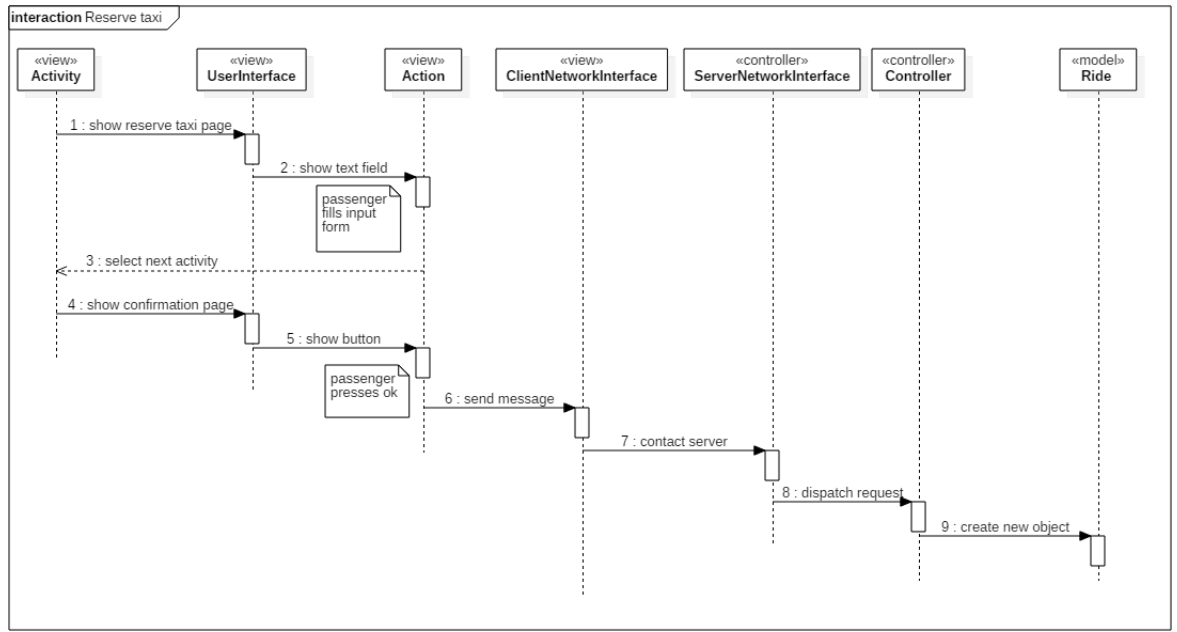 interaction Reserve taxi
«view»
Activity
«view»
UserInterface
«view»
Action
«view»
ClientNetworkInterface
«controller»
ServerNetworkInterface
«controller»
Controller
«model»
Ride
1 : show reserve taxi page
2 : show text field
passenger
fills input
form
3 : select next activity
4 : show confirmation page
5 : show button
passenger
presses ok
6 : send message
7 : contact server
8 : dispatch request
9 : create new object